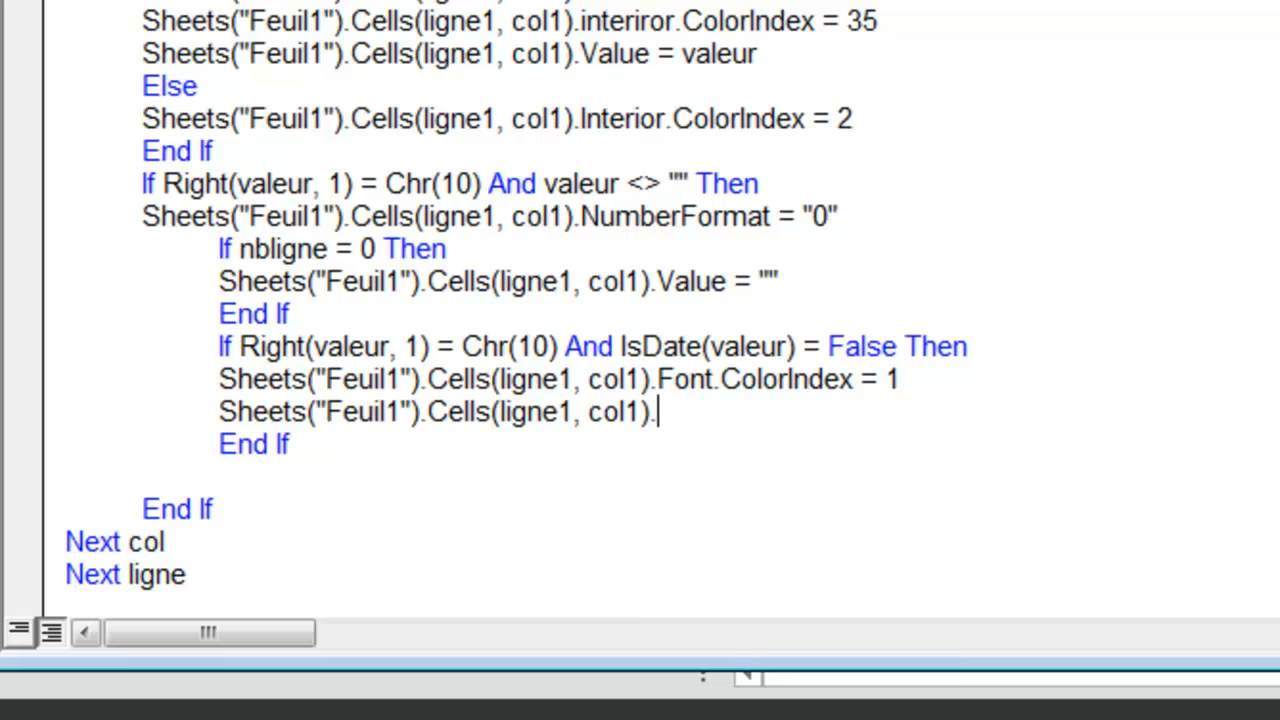 Sheets("Feuil1").Cells(ligne1, col1).interiror.ColorIndex = 35
Sheets("Feuil1").Cells(ligne1, col1).Value = valeur
Else
Sheets("Feuil1").Cells(ligne1, col1).Interior.ColorIndex = 2
End If
If Right(valeur, 1) = Chr(10) And valeur <> "" Then
Sheets("Feuil1").Cells(ligne1, col1).NumberFormat = "0"
If nbligne = 0 Then
Sheets("Feuil1").Cells(ligne1, col1).Value = ""
End If
If Right(valeur, 1) = Chr(10) And IsDate(valeur) = False Then
Sheets("Feuil1").Cells(ligne1, col1).Font.ColorIndex = 1
Sheets("Feuil1").Cells(ligne1, col1).
End If
End If
Next col
Next ligne